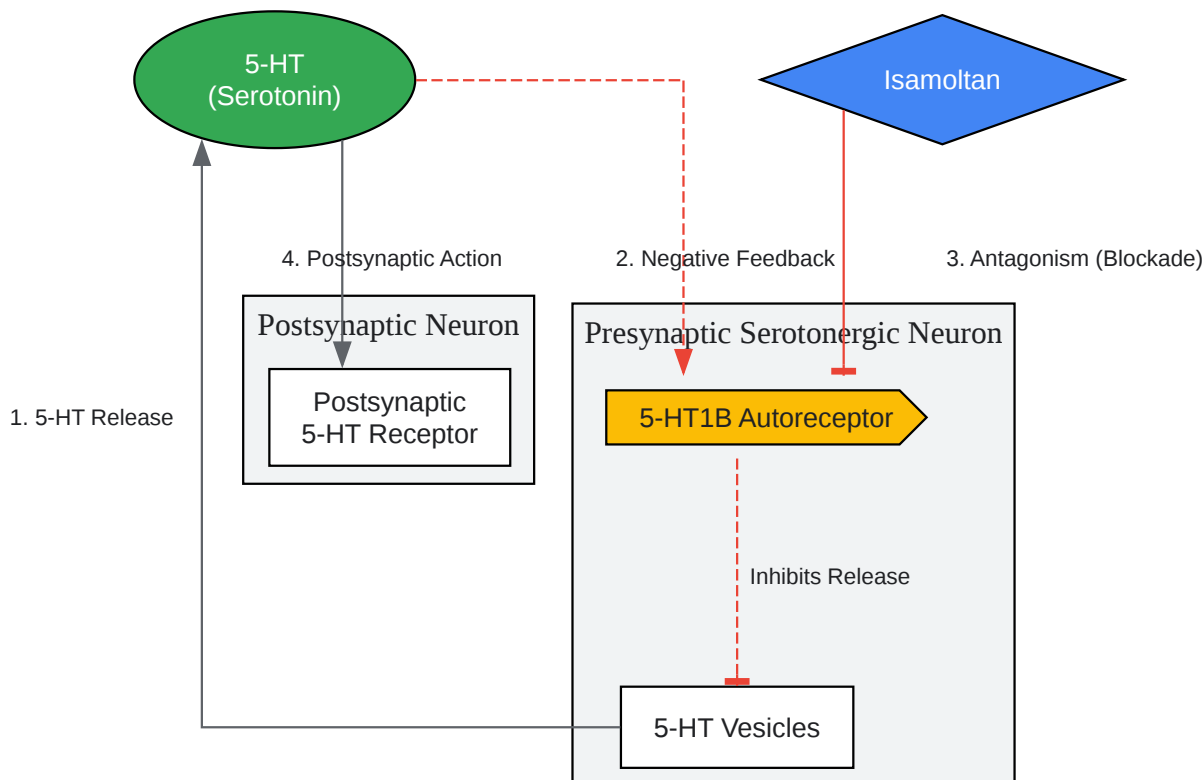 5-HT
(Serotonin)
Isamoltan
4. Postsynaptic Action
2. Negative Feedback
3. Antagonism (Blockade)
Postsynaptic Neuron
Presynaptic Serotonergic Neuron
1. 5-HT Release
Postsynaptic
5-HT Receptor
5-HT1B Autoreceptor
Inhibits Release
5-HT Vesicles